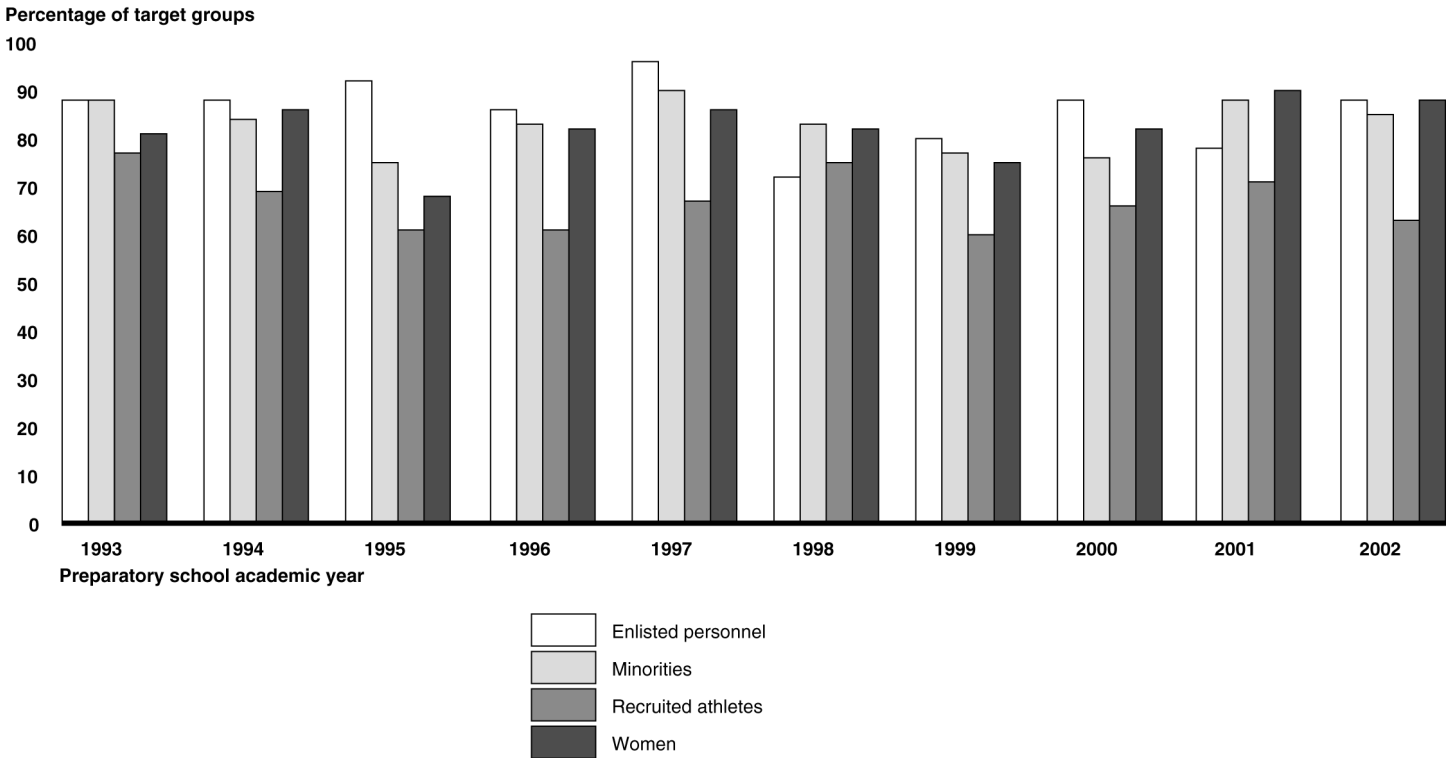 Percentage of target groups
100
90
80
70
60
50
40
30
20
10
0
1993 1994 1995 1996 1997 1998 1999 2000 2001 2002
Preparatory school academic year
Enlisted personnel
Minorities
Recruited athletes
Women